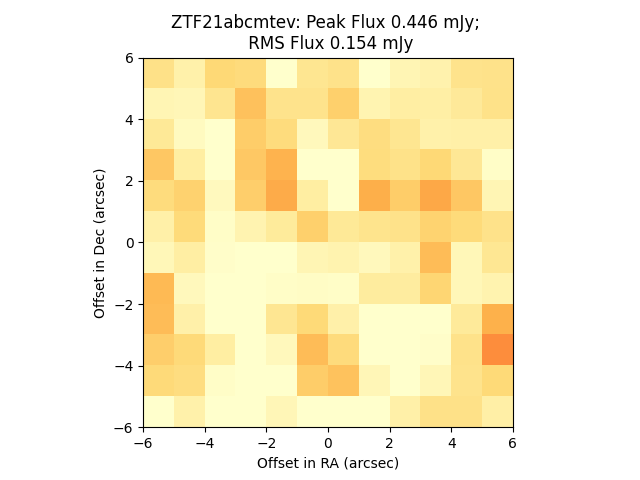 ZTF21abcmtev: Peak Flux 0.446 mJy;
RMS Flux 0.154 mJy
6
4
2
0
−2
−4
−6
Offset in Dec (arcsec)
−6 −4 −2 0 2 4 6
Offset in RA (arcsec)